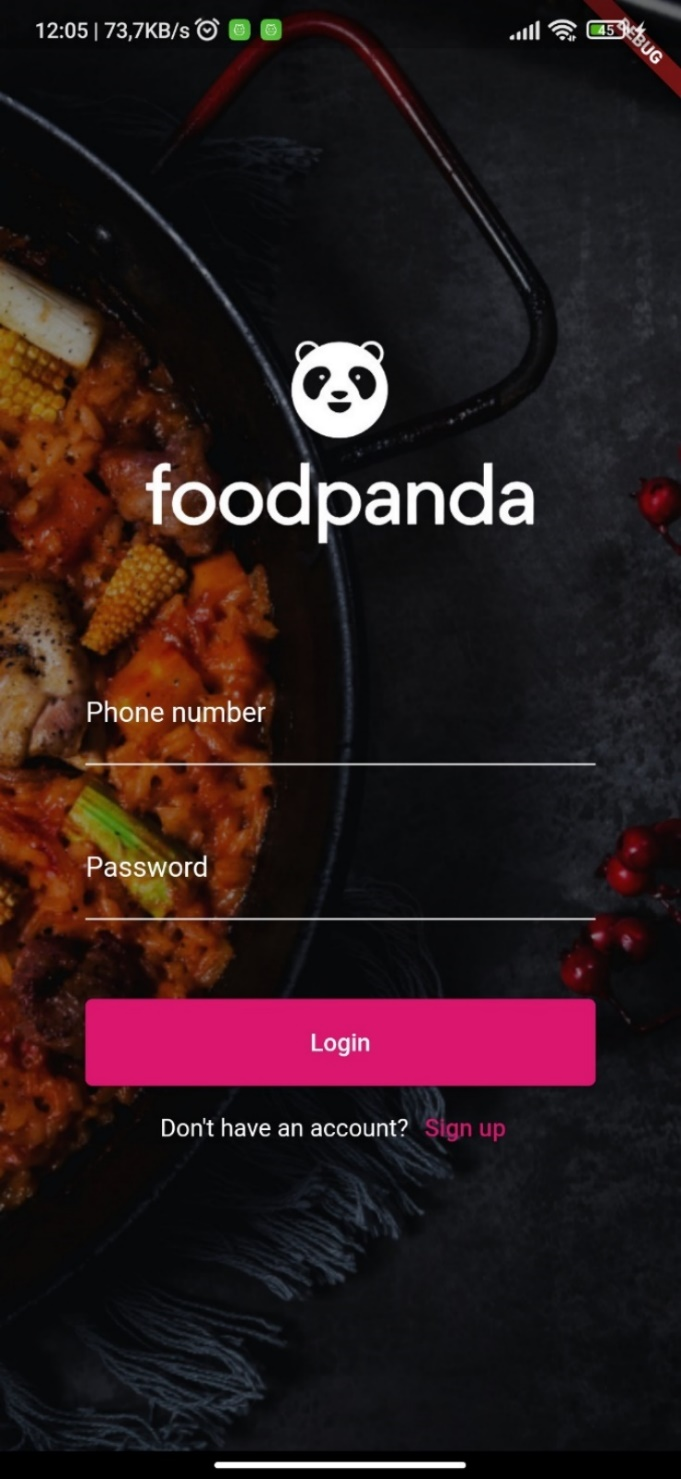 12:05 | 73,7KB/s
45
DEBUG
foodpanda
Phone number
Password
Login
Don't have an account? Sign up